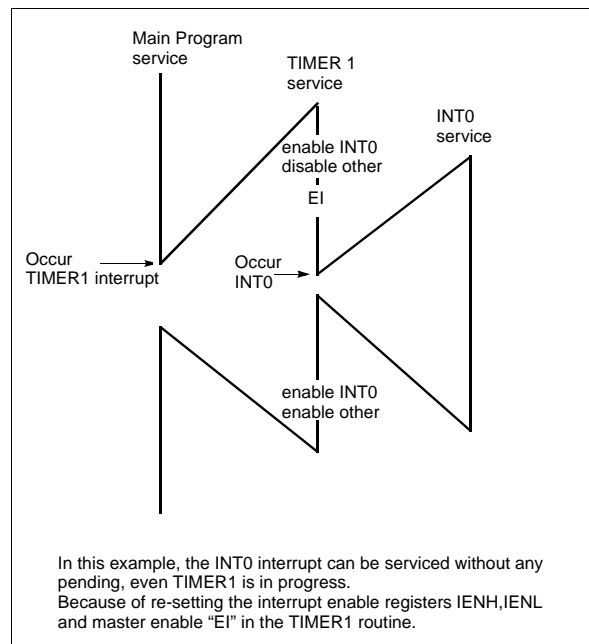 Main Program
service
TIMER 1
service
INT0
service
enable INT0
disable other
EI
Occur
TIMER1 interrupt
Occur
INT0
enable INT0
enable other
In this example, the INT0 interrupt can be serviced without any
pending, even TIMER1 is in progress.
Because of re-setting the interrupt enable registers IENH,IENL
and master enable “EI” in the TIMER1 routine.